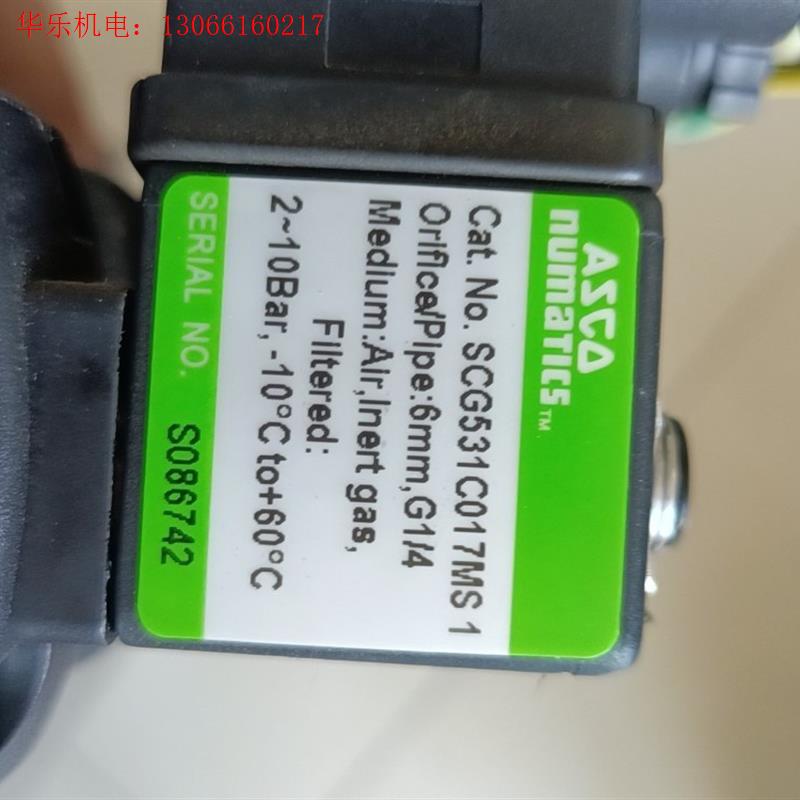 华乐机电：13066160217
ASCO
numatics™
Cat. No. SCG531C017MS 1
Orifice/Pipe:6mm,G1/4
Medium:Air,Inert gas,
Filtered:
2~10Bar, -10°C to+60°C
SERIAL NO. S086742